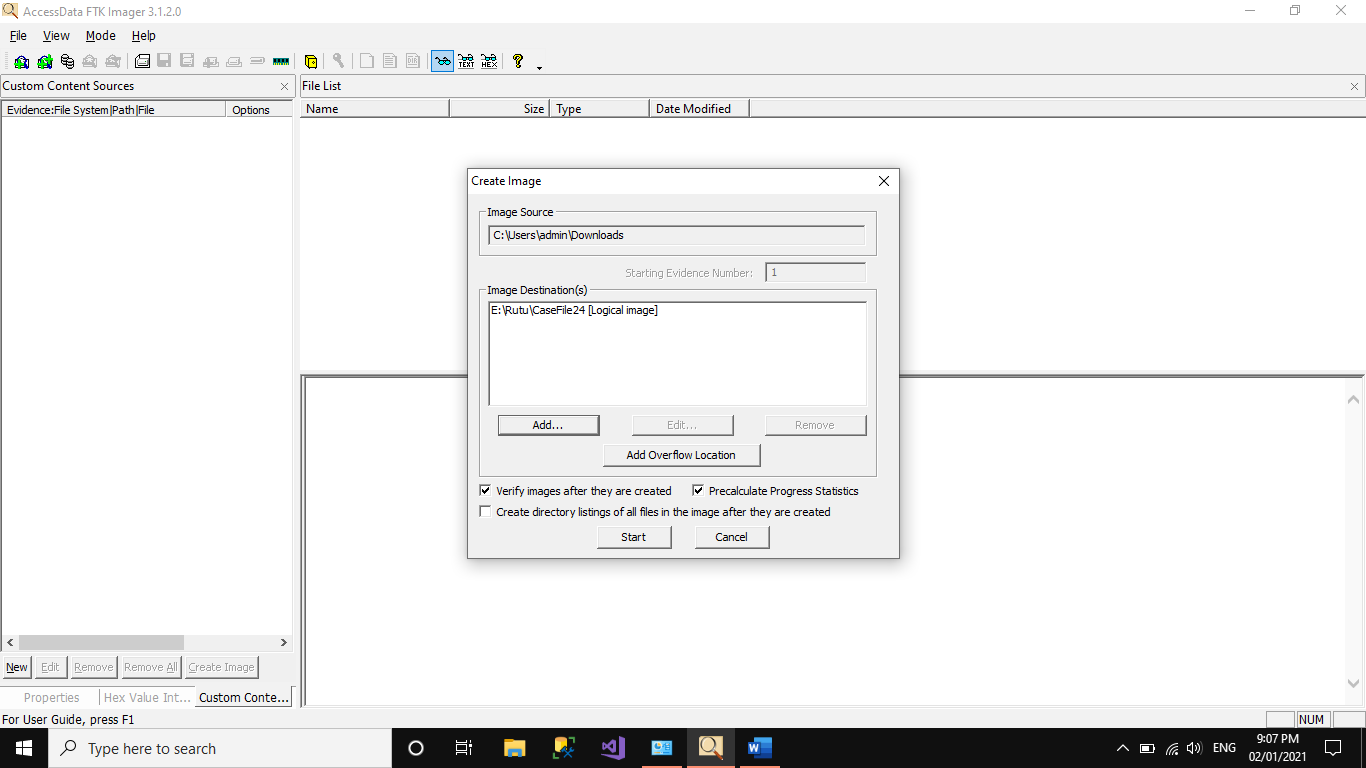 AccessData FTK Imager 3.1.2.0
File View Mode Help
TEXT HEX ?
Custom Content Sources
File List
Evidence:File System|Path|File Options
Name Size Type Date Modified
Create Image
Image Source
C:\Users\admin\Downloads
Starting Evidence Number: 1
Image Destination(s)
E:\Rutu\CaseFile24 [Logical image]
Add... Edit... Remove
Add Overflow Location
Verify images after they are created Precalculate Progress Statistics
Create directory listings of all files in the image after they are created
Start Cancel
New Edit Remove Remove All Create Image
Properties Hex Value Int... Custom Conte...
For User Guide, press F1
NUM
Type here to search
ENG
9:07 PM
02/01/2021